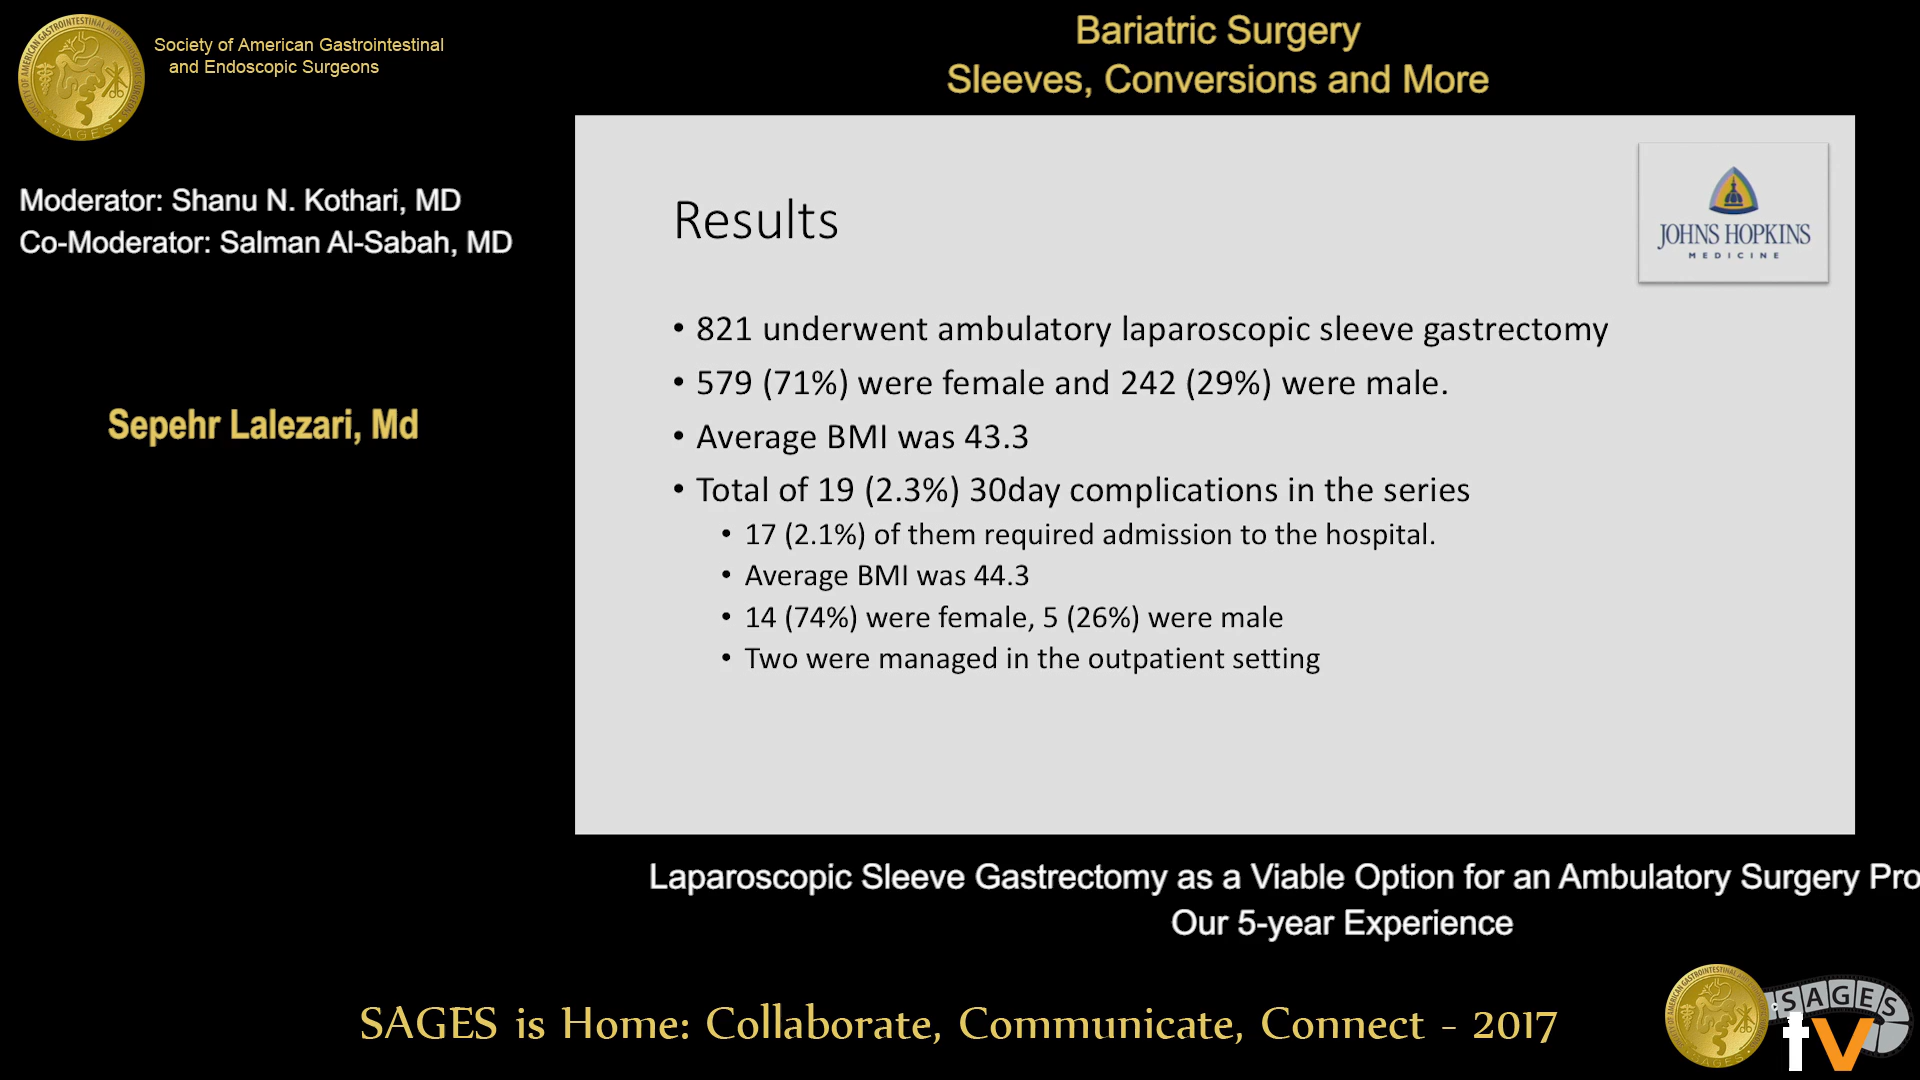 Society of American Gastrointestinal
and Endoscopic Surgeons
Bariatric Surgery
Sleeves, Conversions and More
Moderator: Shanu N. Kothari, MD
Co-Moderator: Salman Al-Sabah, MD
Sepehr Lalezari, Md
Results
JOHNS HOPKINS
MEDICINE
• 821 underwent ambulatory laparoscopic sleeve gastrectomy
• 579 (71%) were female and 242 (29%) were male.
• Average BMI was 43.3
• Total of 19 (2.3%) 30day complications in the series
• 17 (2.1%) of them required admission to the hospital.
• Average BMI was 44.3
• 14 (74%) were female, 5 (26%) were male
• Two were managed in the outpatient setting
Laparoscopic Sleeve Gastrectomy as a Viable Option for an Ambulatory Surgery Pro
Our 5-year Experience
SAGES is Home: Collaborate, Communicate, Connect - 2017
SAGES
tv